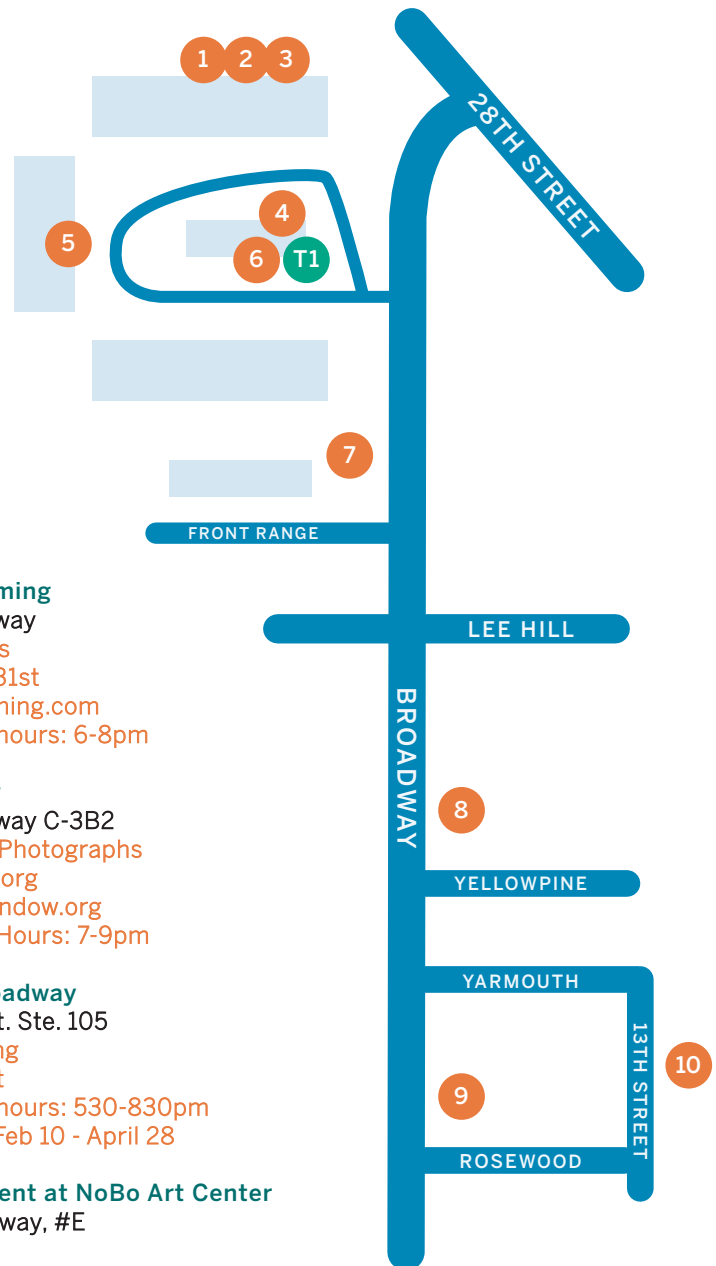 1 2 3
28TH STREET
4
5
6 T1
7
FRONT RANGE
LEE HILL
BROADWAY
8
YELLOWPINE
YARMOUTH
13TH STREET
10
9
ROSEWOOD
ming
way
s
31st
ning.com
hours: 6-8pm
way C-3B2
Photographs
org
ndow.org
Hours: 7-9pm
oadway
t. Ste. 105
ng
t
hours: 530-830pm
Feb 10 - April 28
ent at NoBo Art Center
way, #E